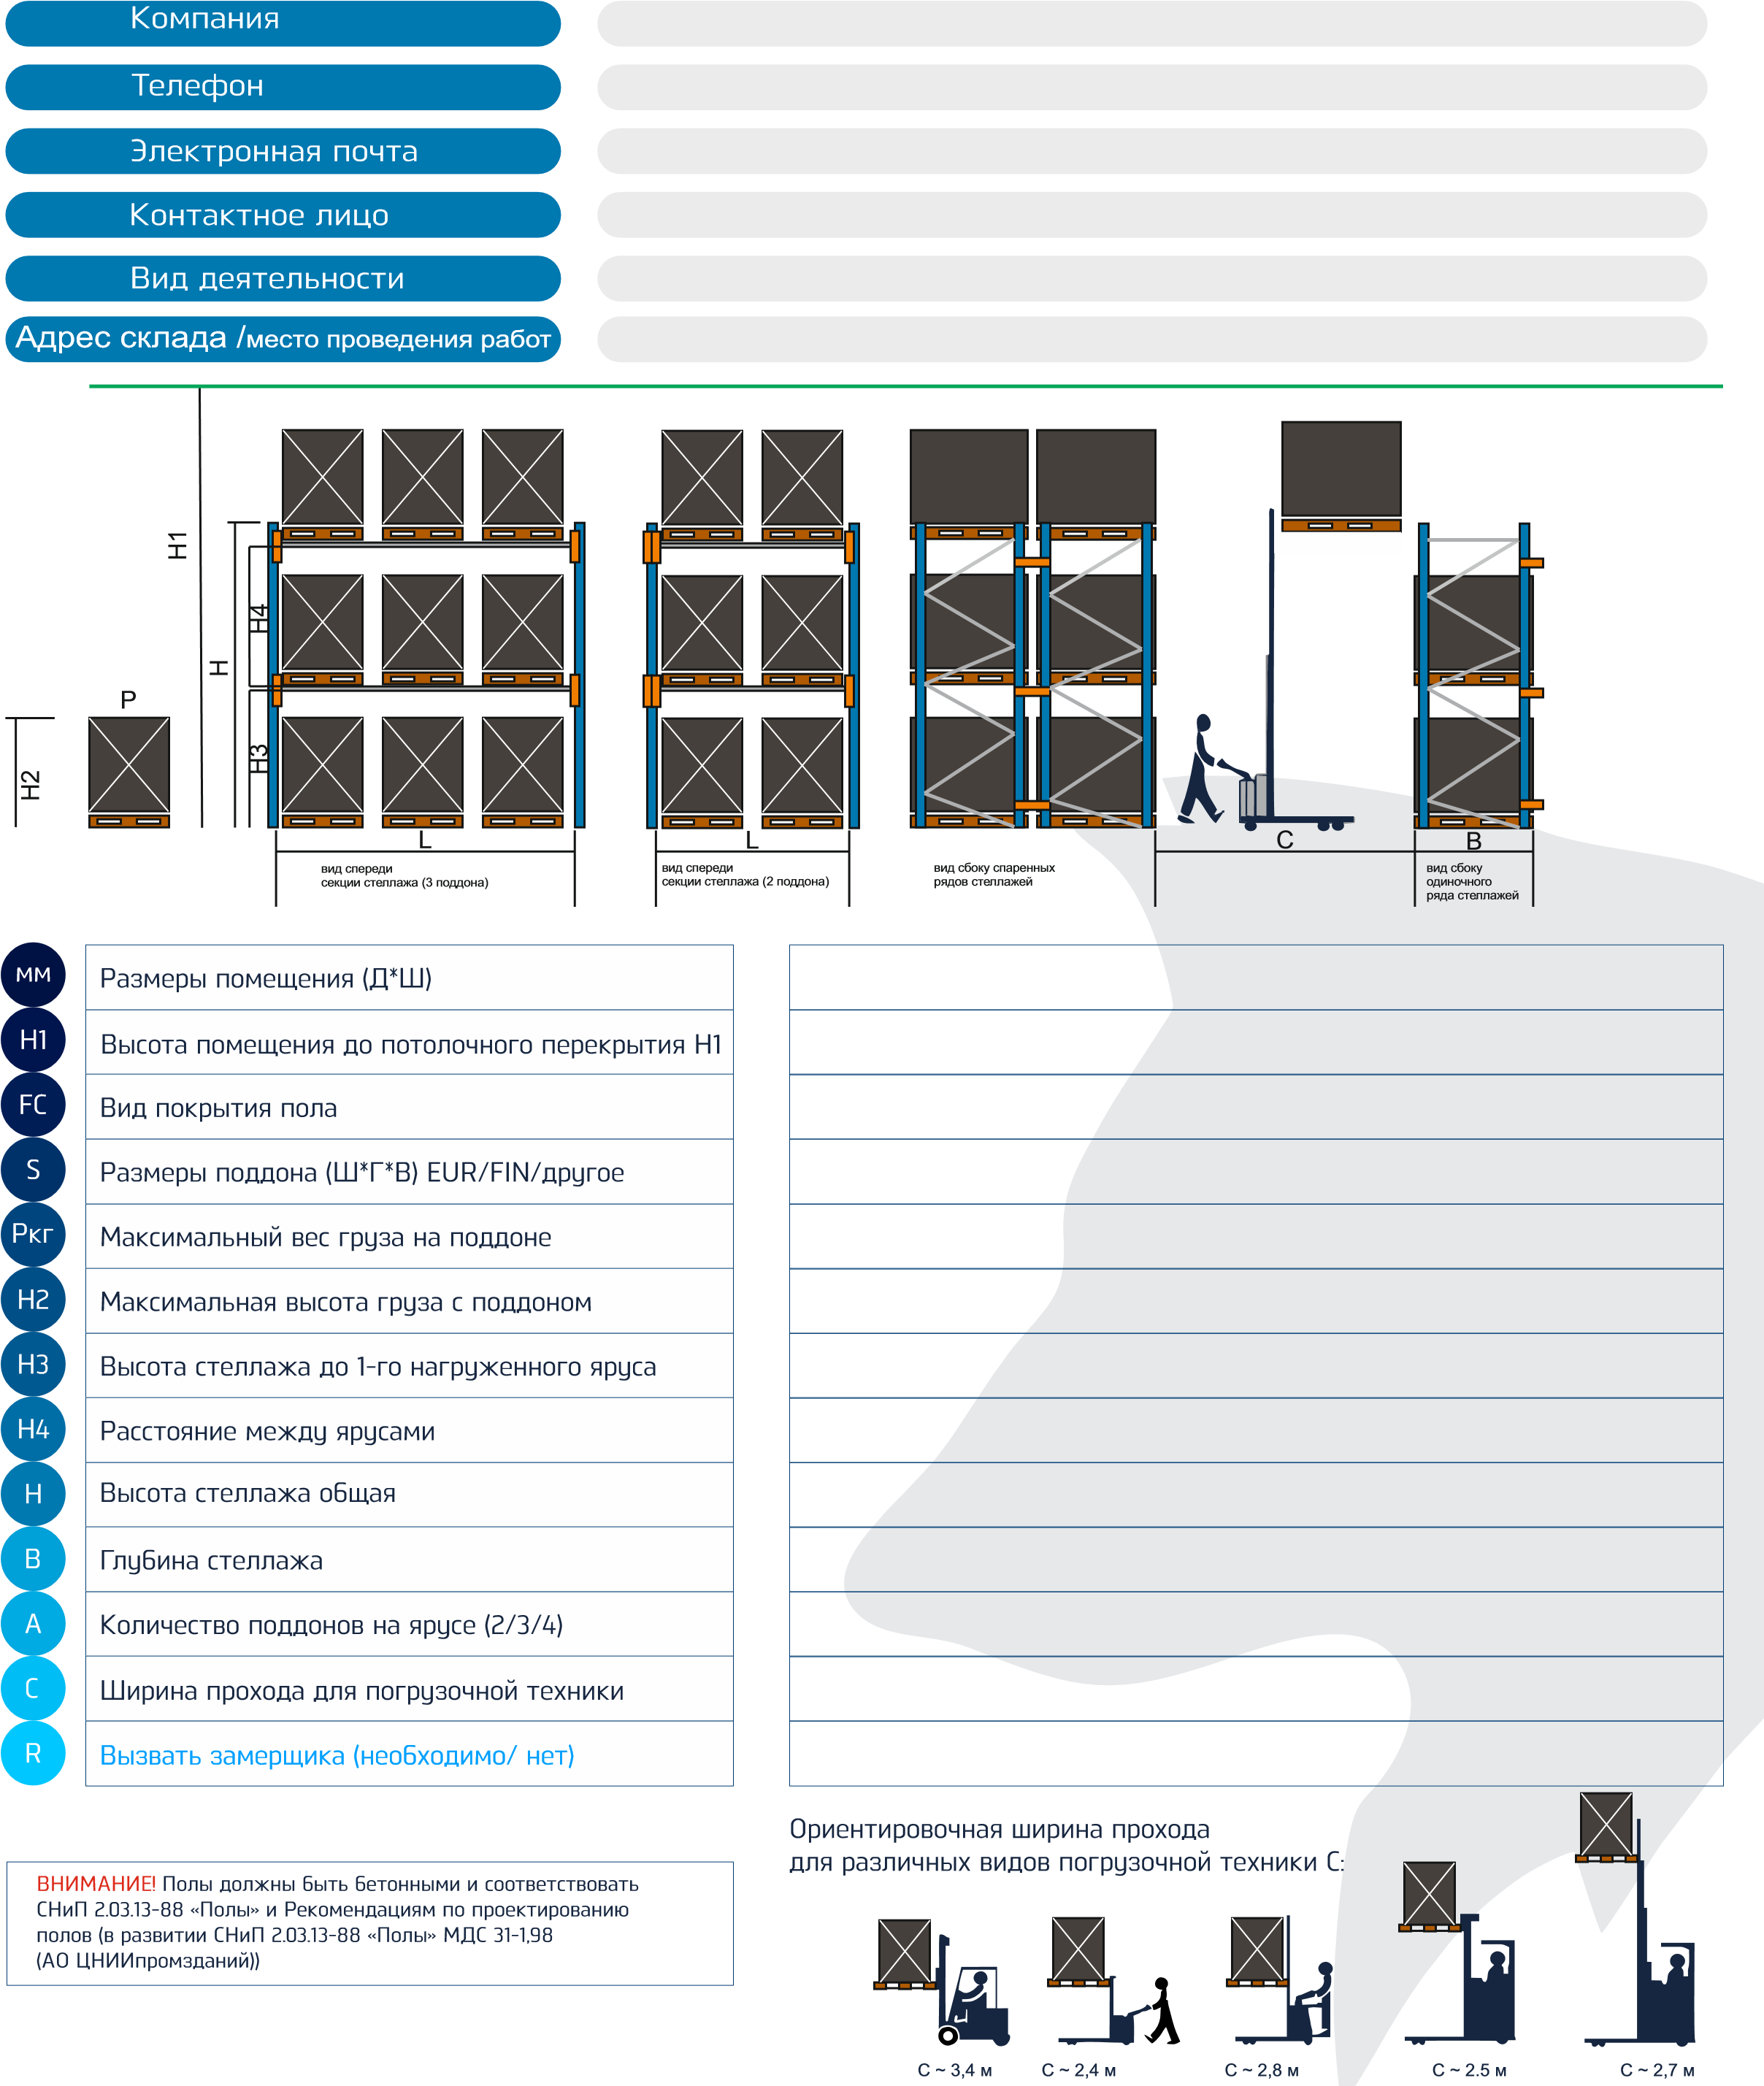 Компания
Телефон
Электронная почта
Контактное лицо
Вид деятельности
Адрес склада /место проведения работ
H1
H4
H
P
H3
H2
L
L
C
B
вид спереди
секции стеллажа (3 поддона)
вид спереди
секции стеллажа (2 поддона)
вид сбоку спаренных
рядов стеллажей
вид сбоку
одиночного
ряда стеллажей
мм Размеры помещения (Д*Ш)
H1 Высота помещения до потолочного перекрытия H1
FC Вид покрытия пола
S Размеры поддона (Ш*Г*В) EUR/FIN/другое
Ркг Максимальный вес груза на поддоне
H2 Максимальная высота груза с поддоном
H3 Высота стеллажа до 1-го нагруженного яруса
H4 Расстояние между ярусами
H Высота стеллажа общая
B Глубина стеллажа
A Количество поддонов на ярусе (2/3/4)
C Ширина прохода для погрузочной техники
R Вызвать замерщика (необходимо/ нет)
ВНИМАНИЕ! Полы должны быть бетонными и соответствовать
СНиП 2.03.13-88 «Полы» и Рекомендациям по проектированию
полов (в развитии СНиП 2.03.13-88 «Полы» МДС 31-1,98
(АО ЦНИИпромзданий))
Ориентировочная ширина прохода
для различных видов погрузочной техники С:
C ~ 3,4 м
C ~ 2,4 м
C ~ 2,8 м
C ~ 2.5 м
C ~ 2,7 м